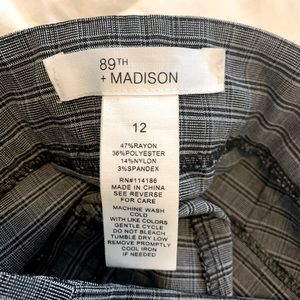 89TH
+ MADISON
12
47%RAYON
36%POLYESTER
14%NYLON
3%SPANDEX
RN#114186
MADE IN CHINA
SEE REVERSE
FOR CARE
MACHINE WASH
COLD
WITH LIKE COLORS
GENTLE CYCLE
DO NOT BLEACH
TUMBLE DRY LOW
REMOVE PROMPTLY
COOL IRON
IF NEEDED